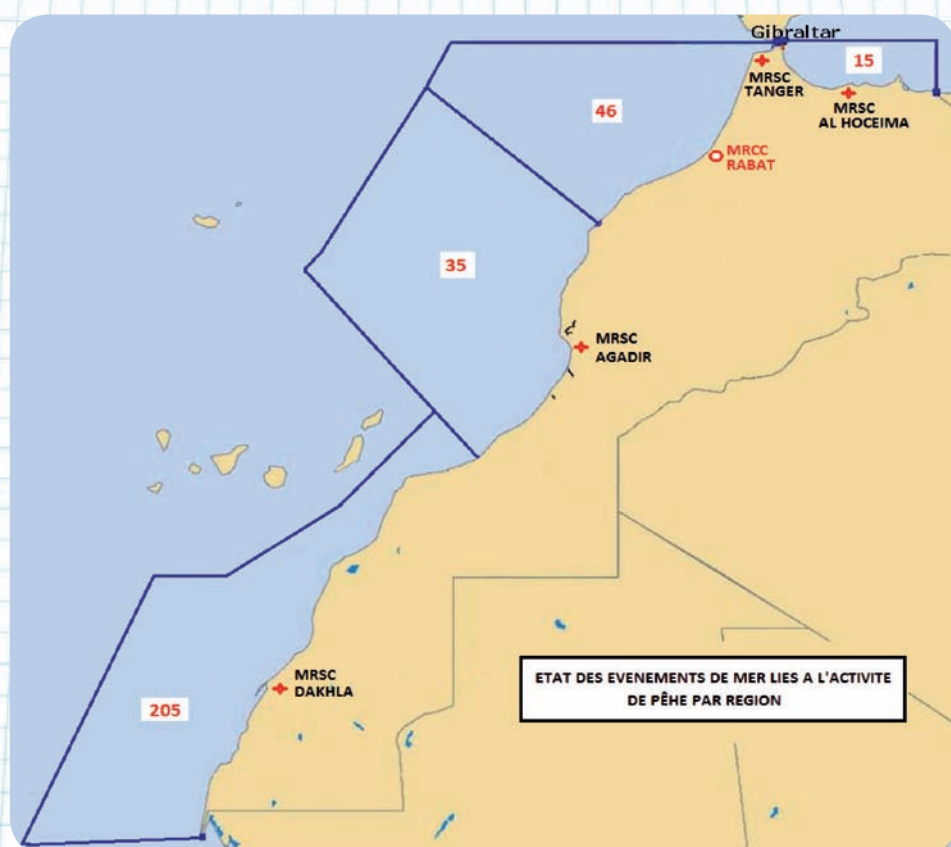 Gibraltar
15
MRSC
TANGER
MRSC
AL HOCEIMA
46
MRCC
RABAT
35
MRSC
AGADIR
MRSC
DAKHLA
205
ETAT DES EVENEMENTS DE MER LIES A L'ACTIVITE
DE PÊHE PAR REGION